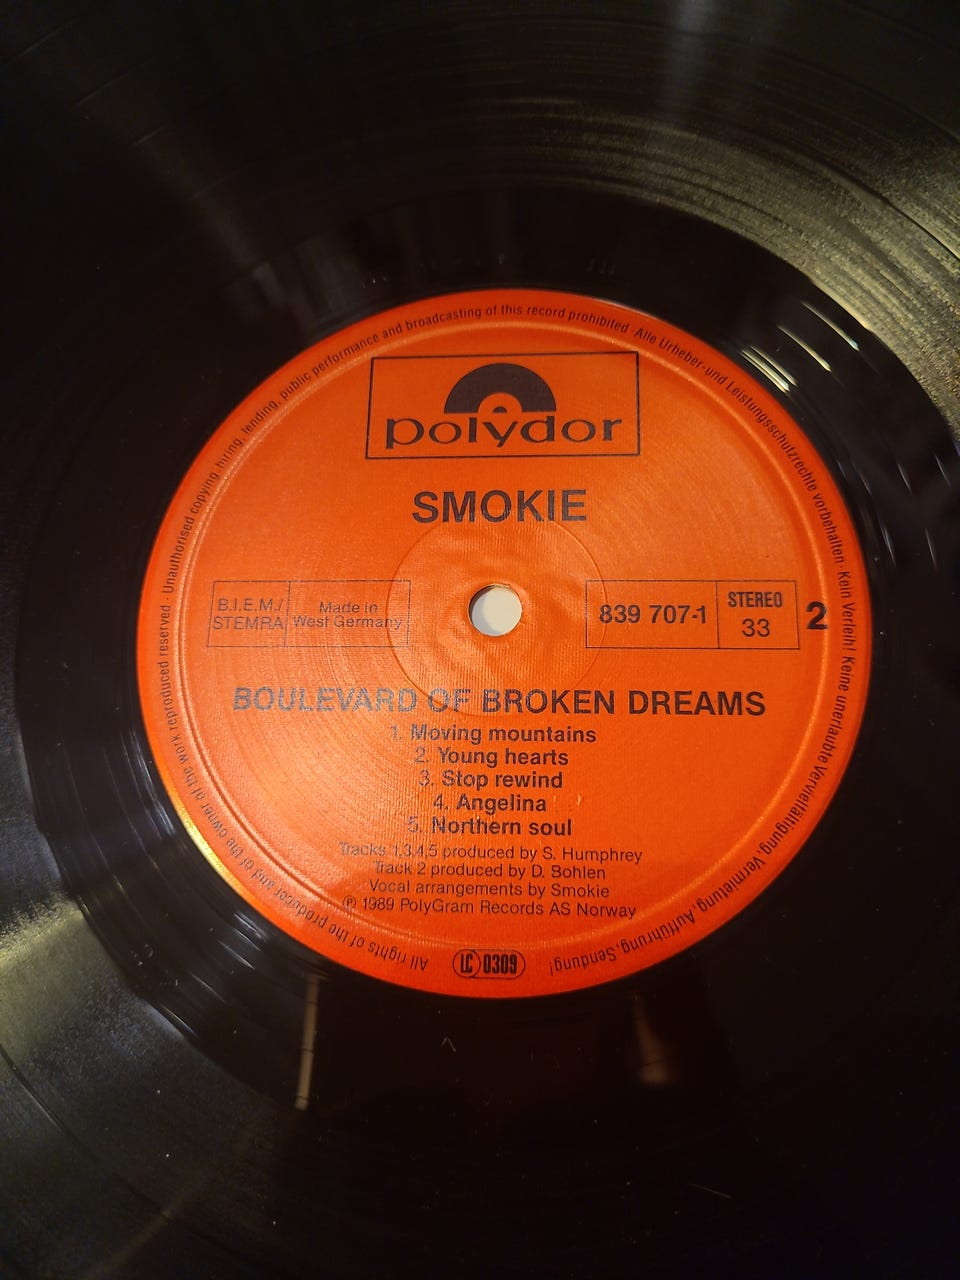 polydor
SMOKIE
B.I.E.M./
STEMRA
Made in
West Germany
839 707-1
STEREO
33
2
BOULEVARD OF BROKEN DREAMS
1. Moving mountains
2. Young hearts
3. Stop rewind
4. Angelina
5. Northern soul
Tracks 1,3,4,5 produced by S. Humphrey
Track 2 produced by D. Bohlen
Vocal arrangements by Smokie
℗ 1989 PolyGram Records AS Norway
LC 0309
All rights of the producer and of the owner of the work reproduced reserved · Unauthorised copying, hiring, lending, public performance and broadcasting of this record prohibited · Alle Urheber-und Leistungsschutzrechte vorbehalten · Kein Verleih! Keine unerlaubte Vervielfältigung, Vermietung, Aufführung, Sendung!